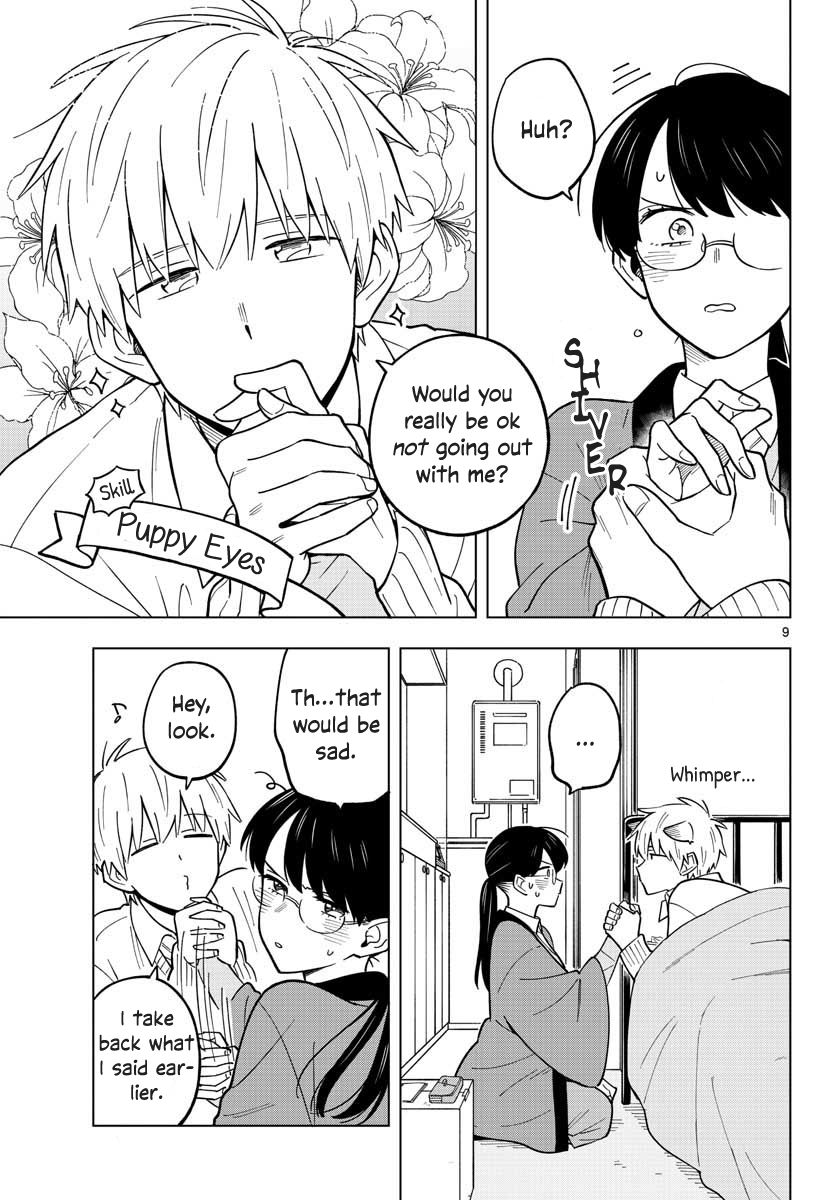 Huh?
SHIVER
Would you
really be ok
not going out
with me?
Skill
Puppy Eyes
9
...
Whimper...
Th...that
would be
sad.
Hey,
look.
I take
back what
I said ear-
lier.